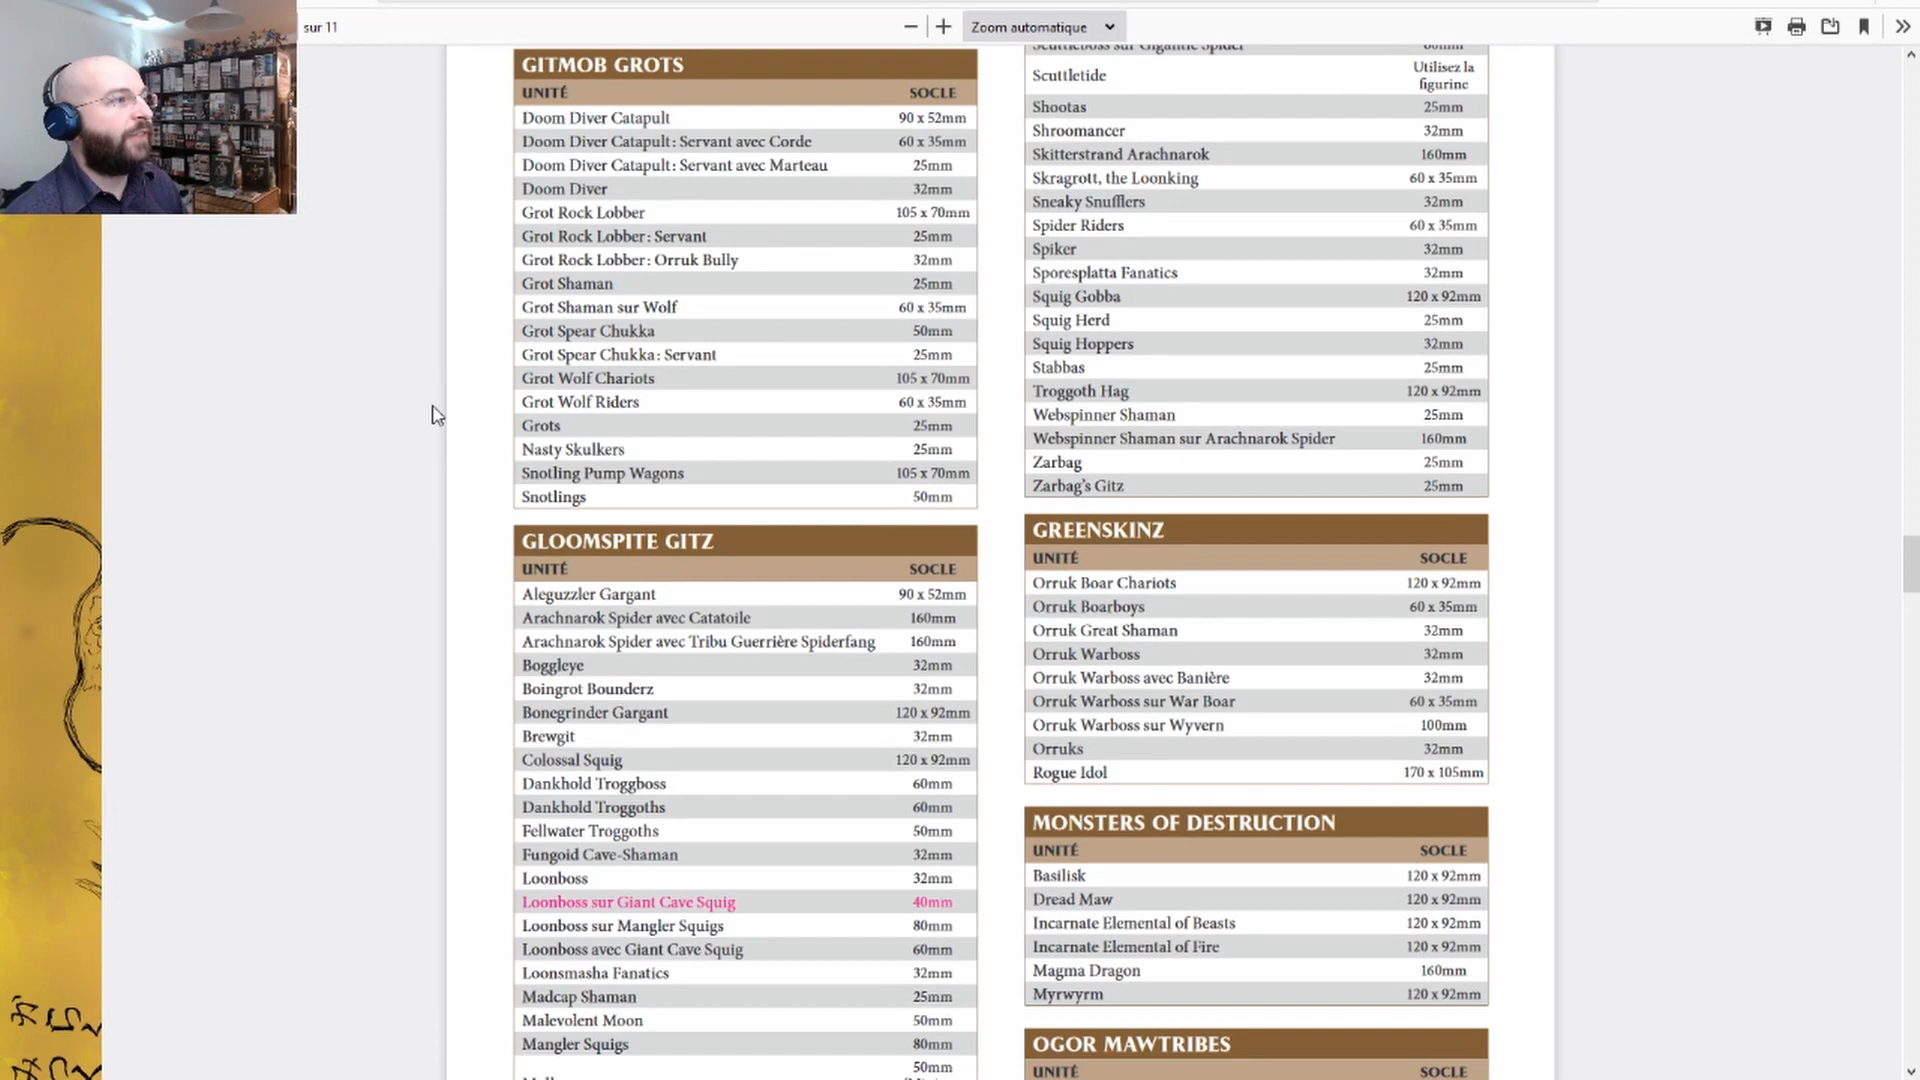 sur 11
Zoom automatique
GITMOB GROTS
UNITÉ SOCLE
Doom Diver Catapult 90 x 52mm
Doom Diver Catapult : Servant avec Corde 60 x 35mm
Doom Diver Catapult : Servant avec Marteau 25mm
Doom Diver 32mm
Grot Rock Lobber 105 x 70mm
Grot Rock Lobber : Servant 25mm
Grot Rock Lobber : Orruk Bully 32mm
Grot Shaman 25mm
Grot Shaman sur Wolf 60 x 35mm
Grot Spear Chukka 50mm
Grot Spear Chukka : Servant 25mm
Grot Wolf Chariots 105 x 70mm
Grot Wolf Riders 60 x 35mm
Grots 25mm
Nasty Skulkers 25mm
Snotling Pump Wagons 105 x 70mm
Snotlings 50mm
GLOOMSPITE GITZ
UNITÉ SOCLE
Aleguzzler Gargant 90 x 52mm
Arachnarok Spider avec Catatoile 160mm
Arachnarok Spider avec Tribu Guerrière Spiderfang 160mm
Boggleye 32mm
Boingrot Bounderz 32mm
Bonegrinder Gargant 120 x 92mm
Brewgit 32mm
Colossal Squig 120 x 92mm
Dankhold Troggboss 60mm
Dankhold Troggoths 60mm
Fellwater Troggoths 50mm
Fungoid Cave-Shaman 32mm
Loonboss 32mm
Loonboss sur Giant Cave Squig 40mm
Loonboss sur Mangler Squigs 80mm
Loonboss avec Giant Cave Squig 60mm
Loonsmasha Fanatics 32mm
Madcap Shaman 25mm
Malevolent Moon 50mm
Mangler Squigs 80mm
50mm
Scuttleboss sur Gigantic Spider 60mm
Scuttletide Utilisez la
figurine
Shootas 25mm
Shroomancer 32mm
Skitterstrand Arachnarok 160mm
Skragrott, the Loonking 60 x 35mm
Sneaky Snufflers 32mm
Spider Riders 60 x 35mm
Spiker 32mm
Sporesplatta Fanatics 32mm
Squig Gobba 120 x 92mm
Squig Herd 25mm
Squig Hoppers 32mm
Stabbas 25mm
Troggoth Hag 120 x 92mm
Webspinner Shaman 25mm
Webspinner Shaman sur Arachnarok Spider 160mm
Zarbag 25mm
Zarbag's Gitz 25mm
GREENSKINZ
UNITÉ SOCLE
Orruk Boar Chariots 120 x 92mm
Orruk Boarboys 60 x 35mm
Orruk Great Shaman 32mm
Orruk Warboss 32mm
Orruk Warboss avec Banière 32mm
Orruk Warboss sur War Boar 60 x 35mm
Orruk Warboss sur Wyvern 100mm
Orruks 32mm
Rogue Idol 170 x 105mm
MONSTERS OF DESTRUCTION
UNITÉ SOCLE
Basilisk 120 x 92mm
Dread Maw 120 x 92mm
Incarnate Elemental of Beasts 120 x 92mm
Incarnate Elemental of Fire 120 x 92mm
Magma Dragon 160mm
Myrwyrm 120 x 92mm
OGOR MAWTRIBES
UNITÉ SOCLE